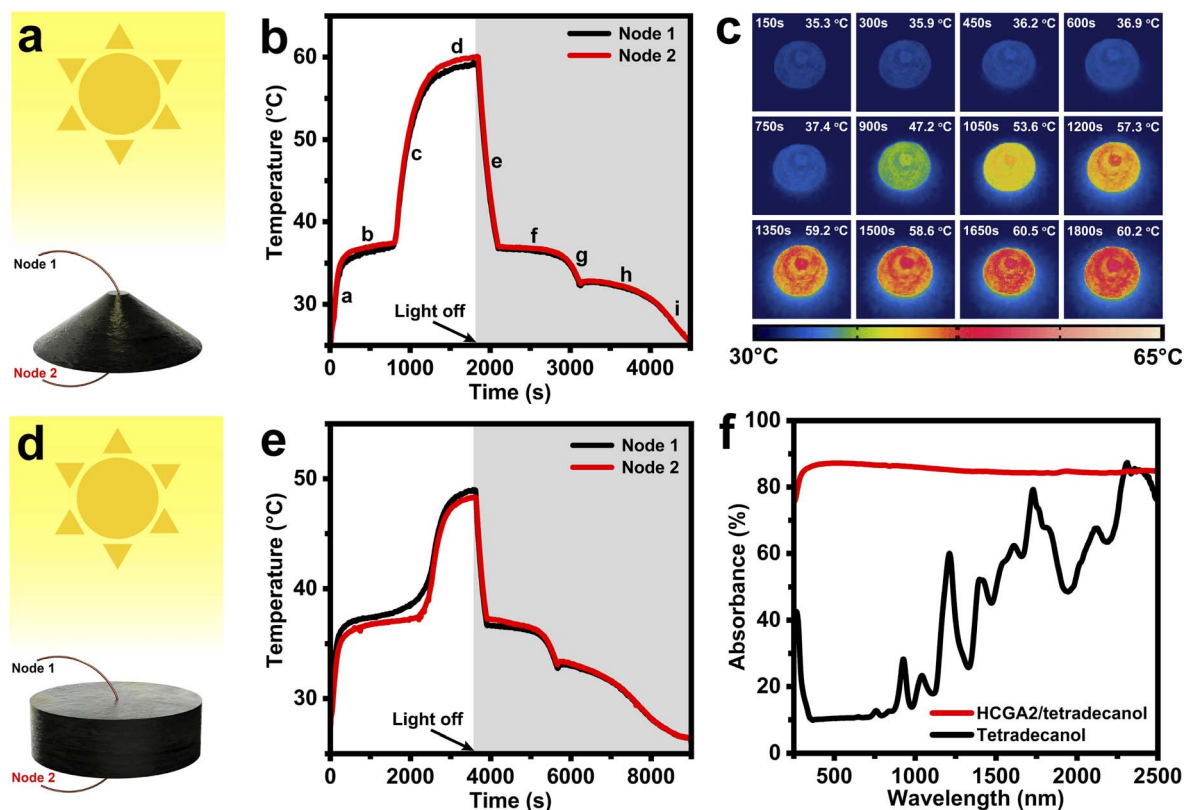 a
Node 1
Node 2
b
Temperature (°C)
60
50
40
30
Node 1
Node 2
a
b
c
d
e
f
g
h
i
Light off
0 1000 2000 3000 4000
Time (s)
c
150s 35.3 °C
300s 35.9 °C
450s 36.2 °C
600s 36.9 °C
750s 37.4 °C
900s 47.2 °C
1050s 53.6 °C
1200s 57.3 °C
1350s 59.2 °C
1500s 58.6 °C
1650s 60.5 °C
1800s 60.2 °C
30°C 65°C
d
Node 1
Node 2
e
Temperature (°C)
50
40
30
Node 1
Node 2
Light off
0 2000 4000 6000 8000
Time (s)
f
Absorbance (%)
100
80
60
40
20
0
HCGA2/tetradecanol
Tetradecanol
500 1000 1500 2000 2500
Wavelength (nm)